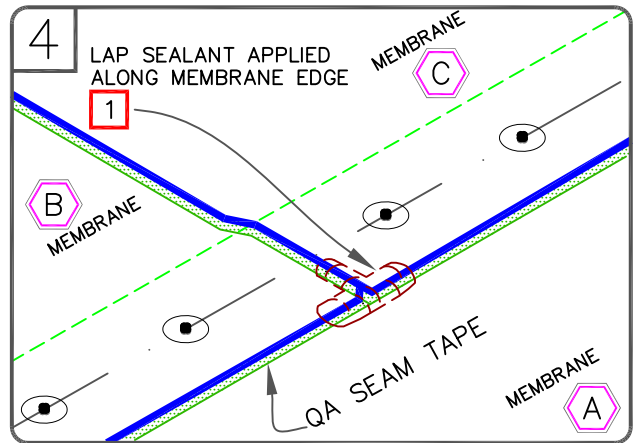 4
LAP SEALANT APPLIED
ALONG MEMBRANE EDGE
1
MEMBRANE
C
B
MEMBRANE
QA SEAM TAPE
MEMBRANE
A